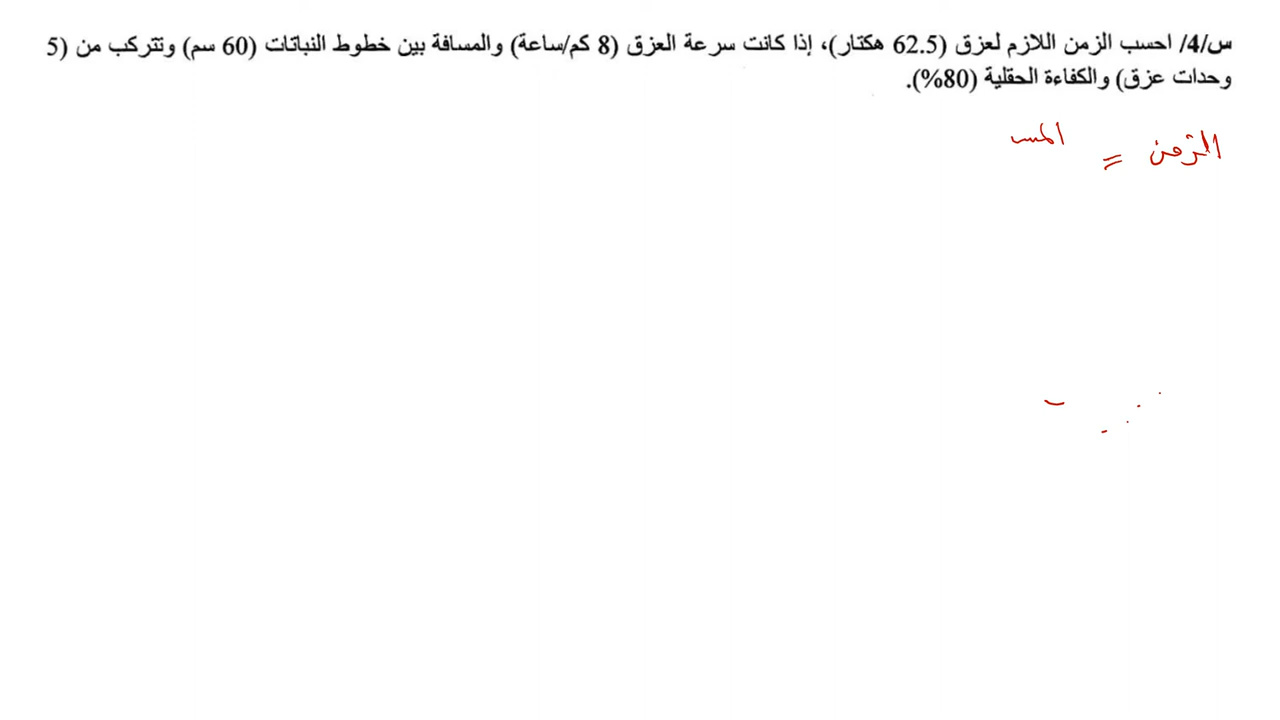 س/4/ احسب الزمن اللازم لعزق (62.5 هكتار)، إذا كانت سرعة العزق (8 كم/ساعة) والمسافة بين خطوط النباتات (60 سم) وتتركب من (5
وحدات عزق) والكفاءة الحقلية (80%).
الزمن = المس